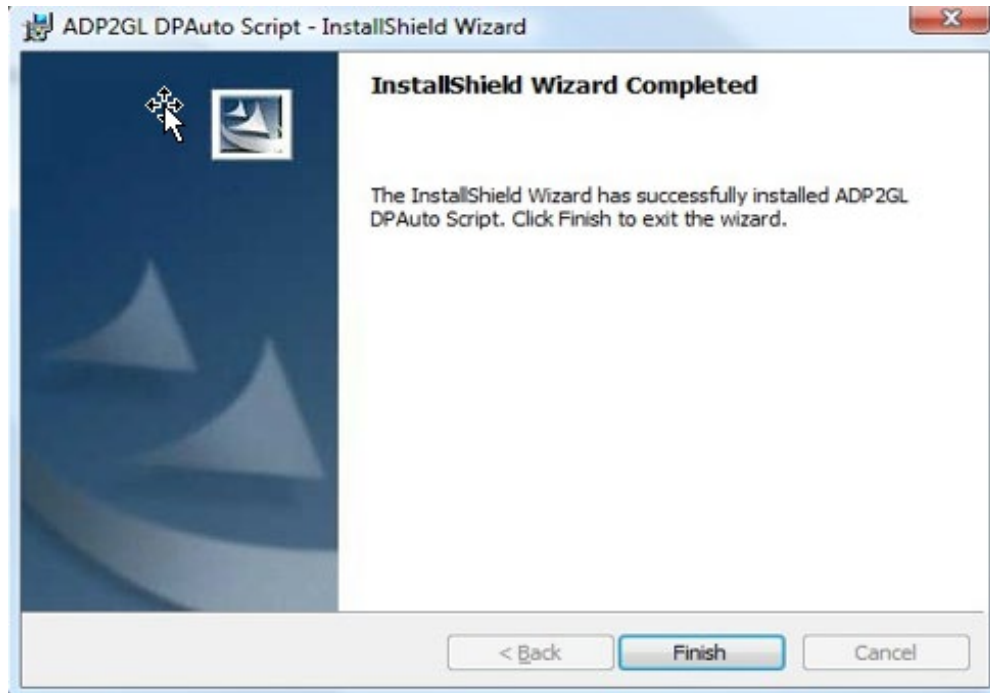 ADP2GL DPAuto Script - InstallShield Wizard
InstallShield Wizard Completed
The InstallShield Wizard has successfully installed ADP2GL
DPAuto Script. Click Finish to exit the wizard.
< Back
Finish
Cancel